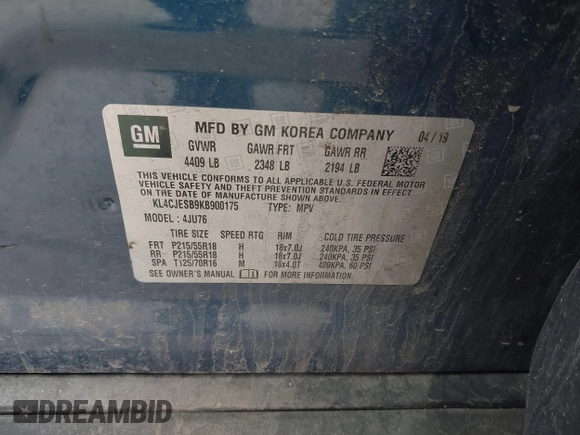 GM MFD BY GM KOREA COMPANY 04 / 19
GVWR GAWR FRT GAWR RR
4409 LB 2348 LB 2194 LB
THIS VEHICLE CONFORMS TO ALL APPLICABLE U.S. FEDERAL MOTOR
VEHICLE SAFETY AND THEFT PREVENTION STANDARDS IN EFFECT
ON THE DATE OF MANUFACTURE SHOWN ABOVE.
KL4CJESB9KB900175 TYPE: MPV
MODEL : 4JU76
TIRE SIZE SPEED RTG RIM COLD TIRE PRESSURE
FRT P215/55R18 H 18x7.0J 240KPA, 35 PSI
RR P215/55R18 H 18x7.0J 240KPA, 35 PSI
SPA T125/70R16 M 16x4.0T 420KPA, 60 PSI
SEE OWNER'S MANUAL FOR MORE INFORMATION.
DREAMBID